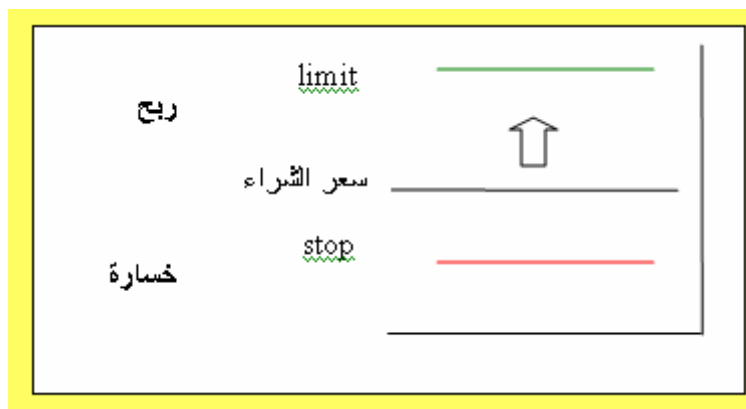 limit
ربح
سعر الشراء
stop
خسارة